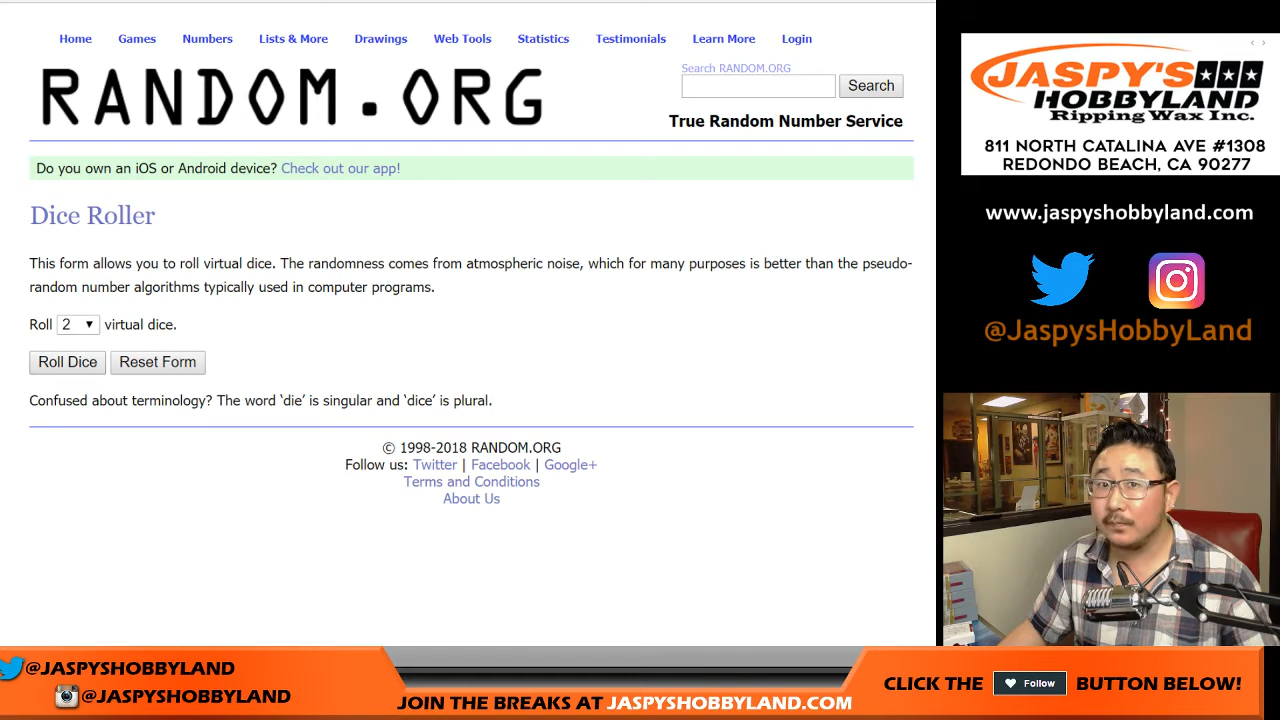 Home Games Numbers Lists & More Drawings Web Tools Statistics Testimonials Learn More Login
RANDOM.ORG
Search RANDOM.ORG
Search
True Random Number Service
Do you own an iOS or Android device? Check out our app!
Dice Roller
This form allows you to roll virtual dice. The randomness comes from atmospheric noise, which for many purposes is better than the pseudo-
random number algorithms typically used in computer programs.
Roll 2 virtual dice.
Roll Dice Reset Form
Confused about terminology? The word ‘die’ is singular and ‘dice’ is plural.
© 1998-2018 RANDOM.ORG
Follow us: Twitter | Facebook | Google+
Terms and Conditions
About Us
JASPY'S
HOBBYLAND
Ripping Wax Inc.
811 NORTH CATALINA AVE #1308
REDONDO BEACH, CA 90277
www.jaspyshobbyland.com
@JaspysHobbyLand
@JASPYSHOBBYLAND
@JASPYSHOBBYLAND
JOIN THE BREAKS AT JASPYSHOBBYLAND.COM
CLICK THE Follow BUTTON BELOW!